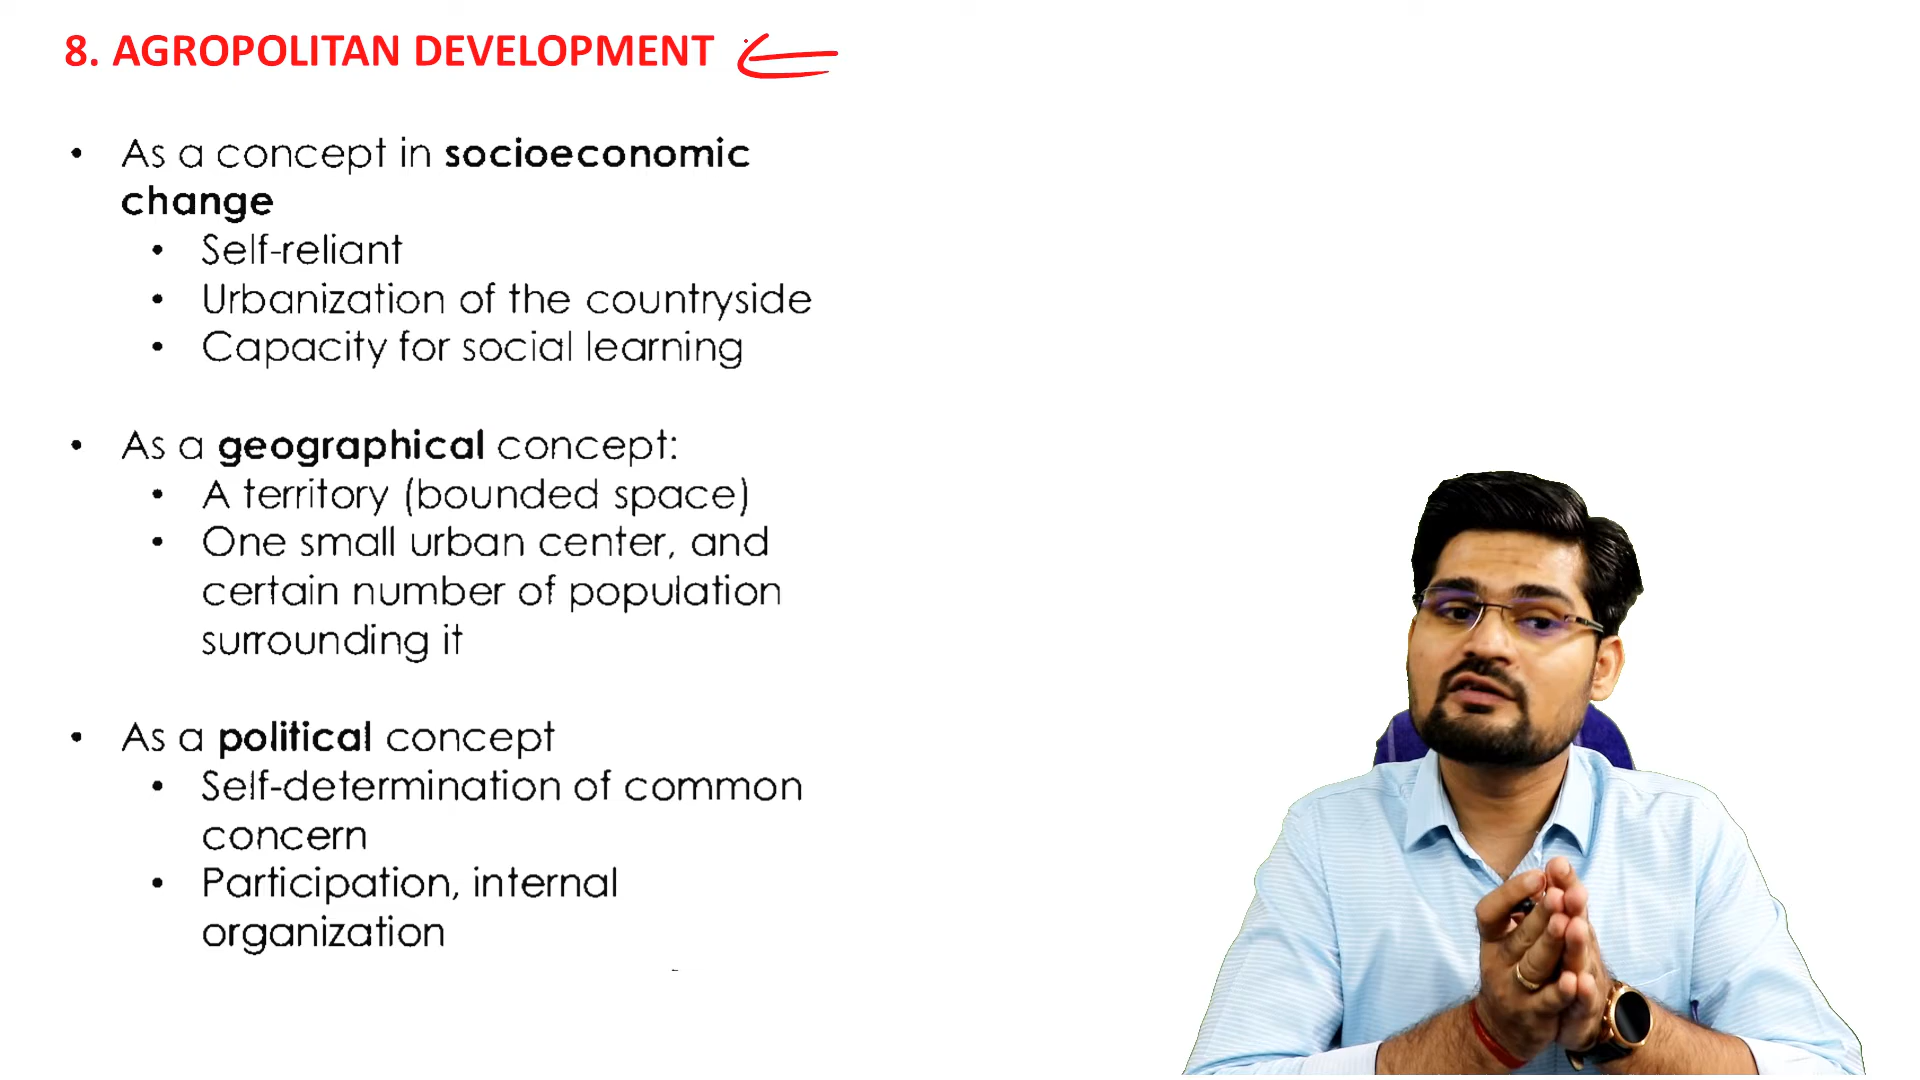 8. AGROPOLITAN DEVELOPMENT
• As a concept in socioeconomic
change
• Self-reliant
• Urbanization of the countryside
• Capacity for social learning
• As a geographical concept:
• A territory (bounded space)
• One small urban center, and
certain number of population
surrounding it
• As a political concept
• Self-determination of common
concern
• Participation, internal
organization